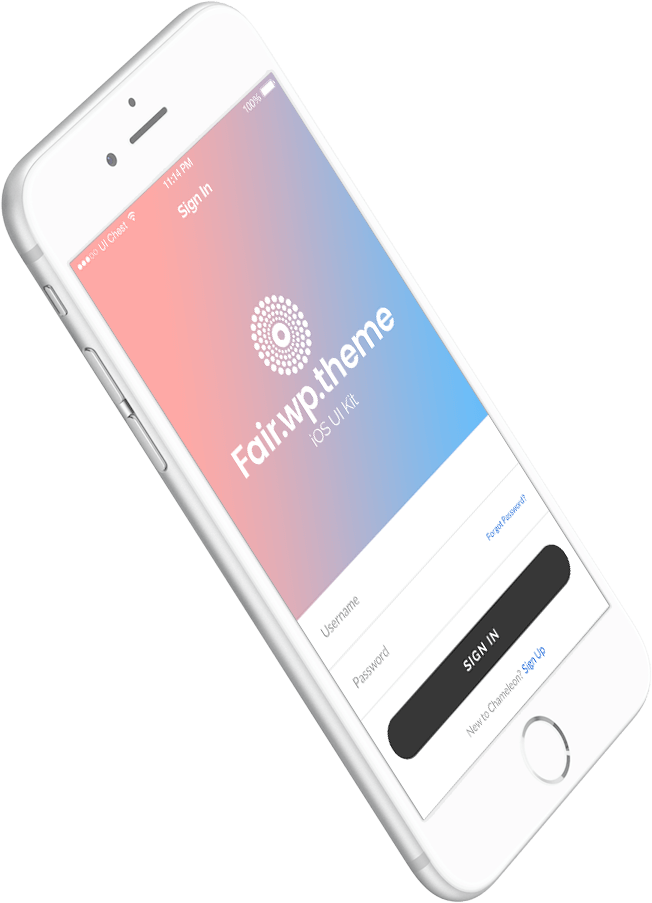 UI Chest 11:14 PM 100%
Sign In
Fair.wp.theme
iOS UI Kit
Username
Password Forgot Password?
SIGN IN
New to Chameleon? Sign Up